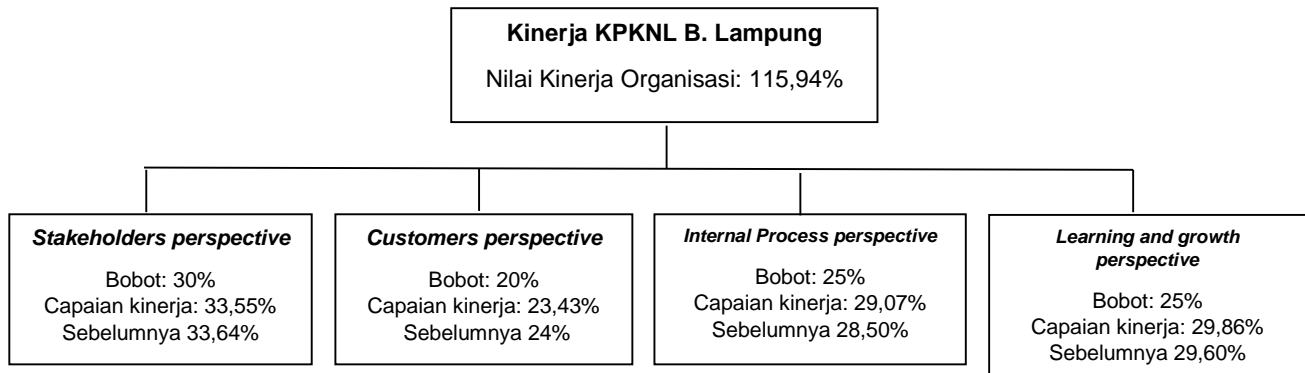 Kinerja KPKNL B. Lampung
Nilai Kinerja Organisasi: 115,94%
Stakeholders perspective
Bobot: 30%
Capaian kinerja: 33,55%
Sebelumnya 33,64%
Customers perspective
Bobot: 20%
Capaian kinerja: 23,43%
Sebelumnya 24%
Internal Process perspective
Bobot: 25%
Capaian kinerja: 29,07%
Sebelumnya 28,50%
Learning and growth
perspective
Bobot: 25%
Capaian kinerja: 29,86%
Sebelumnya 29,60%